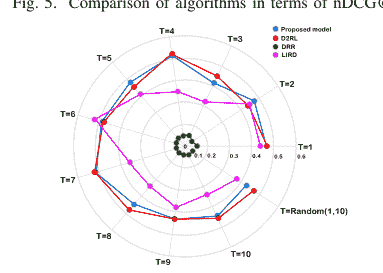 Fig. 5. Comparison of algorithms in terms of nDCG@
T=4
Proposed model
D2RL
DRR
LIRD
T=3
T=5
T=2
T=6
T=1
0 0.1 0.2 0.3 0.4 0.5 0.6
T=7
T=Random(1,10)
T=8
T=10
T=9